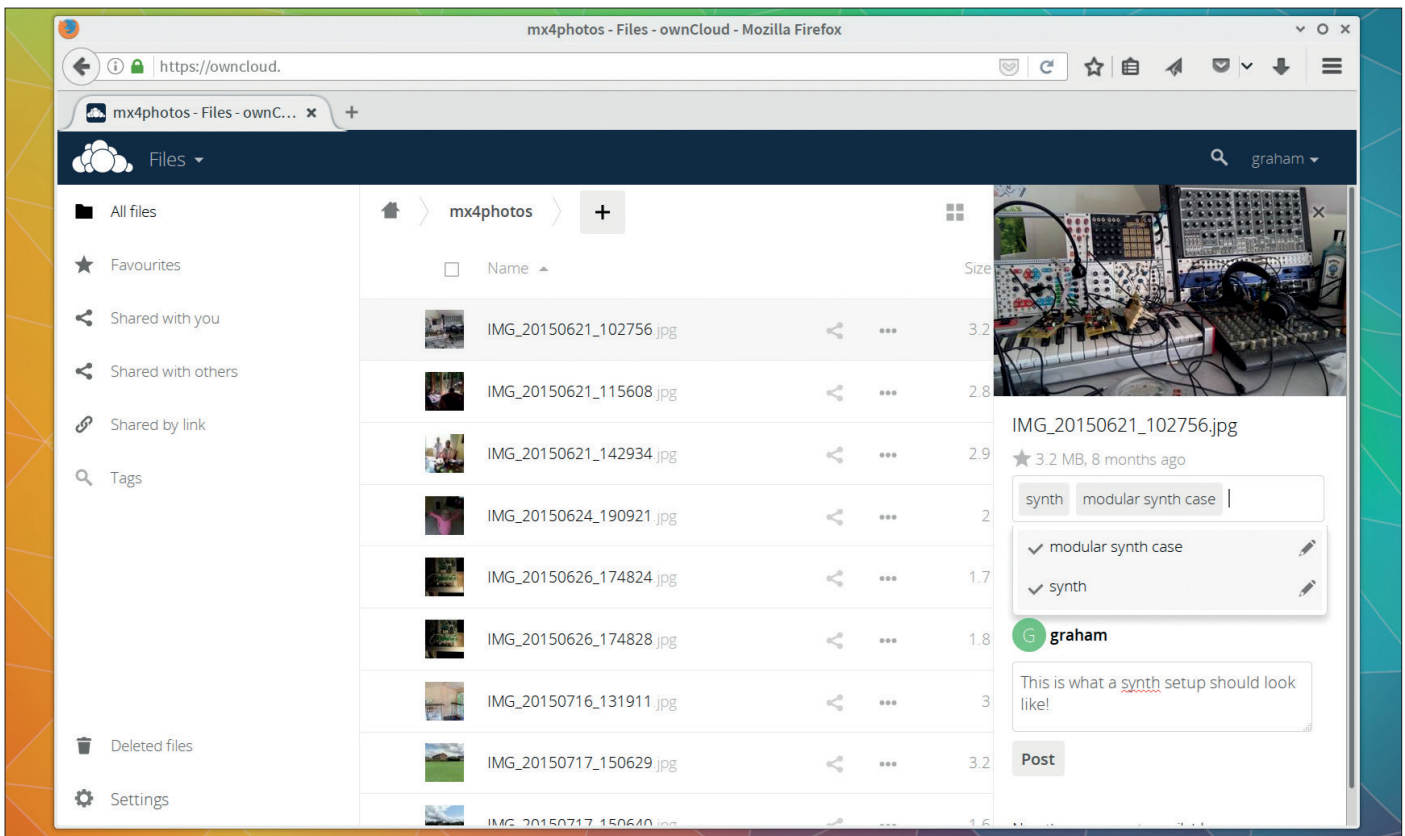 mx4photos - Files - ownCloud - Mozilla Firefox
https://owncloud.
mx4photos - Files - ownC...
Files
graham
All files
Favourites
Shared with you
Shared with others
Shared by link
Tags
Deleted files
Settings
mx4photos
+
Name
Size
IMG_20150621_102756.jpg
3.2
IMG_20150621_115608.jpg
2.8
IMG_20150621_142934.jpg
2.9
IMG_20150624_190921.jpg
2
IMG_20150626_174824.jpg
1.7
IMG_20150626_174828.jpg
1.8
IMG_20150716_131911.jpg
3
IMG_20150717_150629.jpg
3.2
IMG_20150717_150640.jpg
1.6
IMG_20150621_102756.jpg
3.2 MB, 8 months ago
synth modular synth case
modular synth case
synth
G graham
This is what a synth setup should look
like!
Post